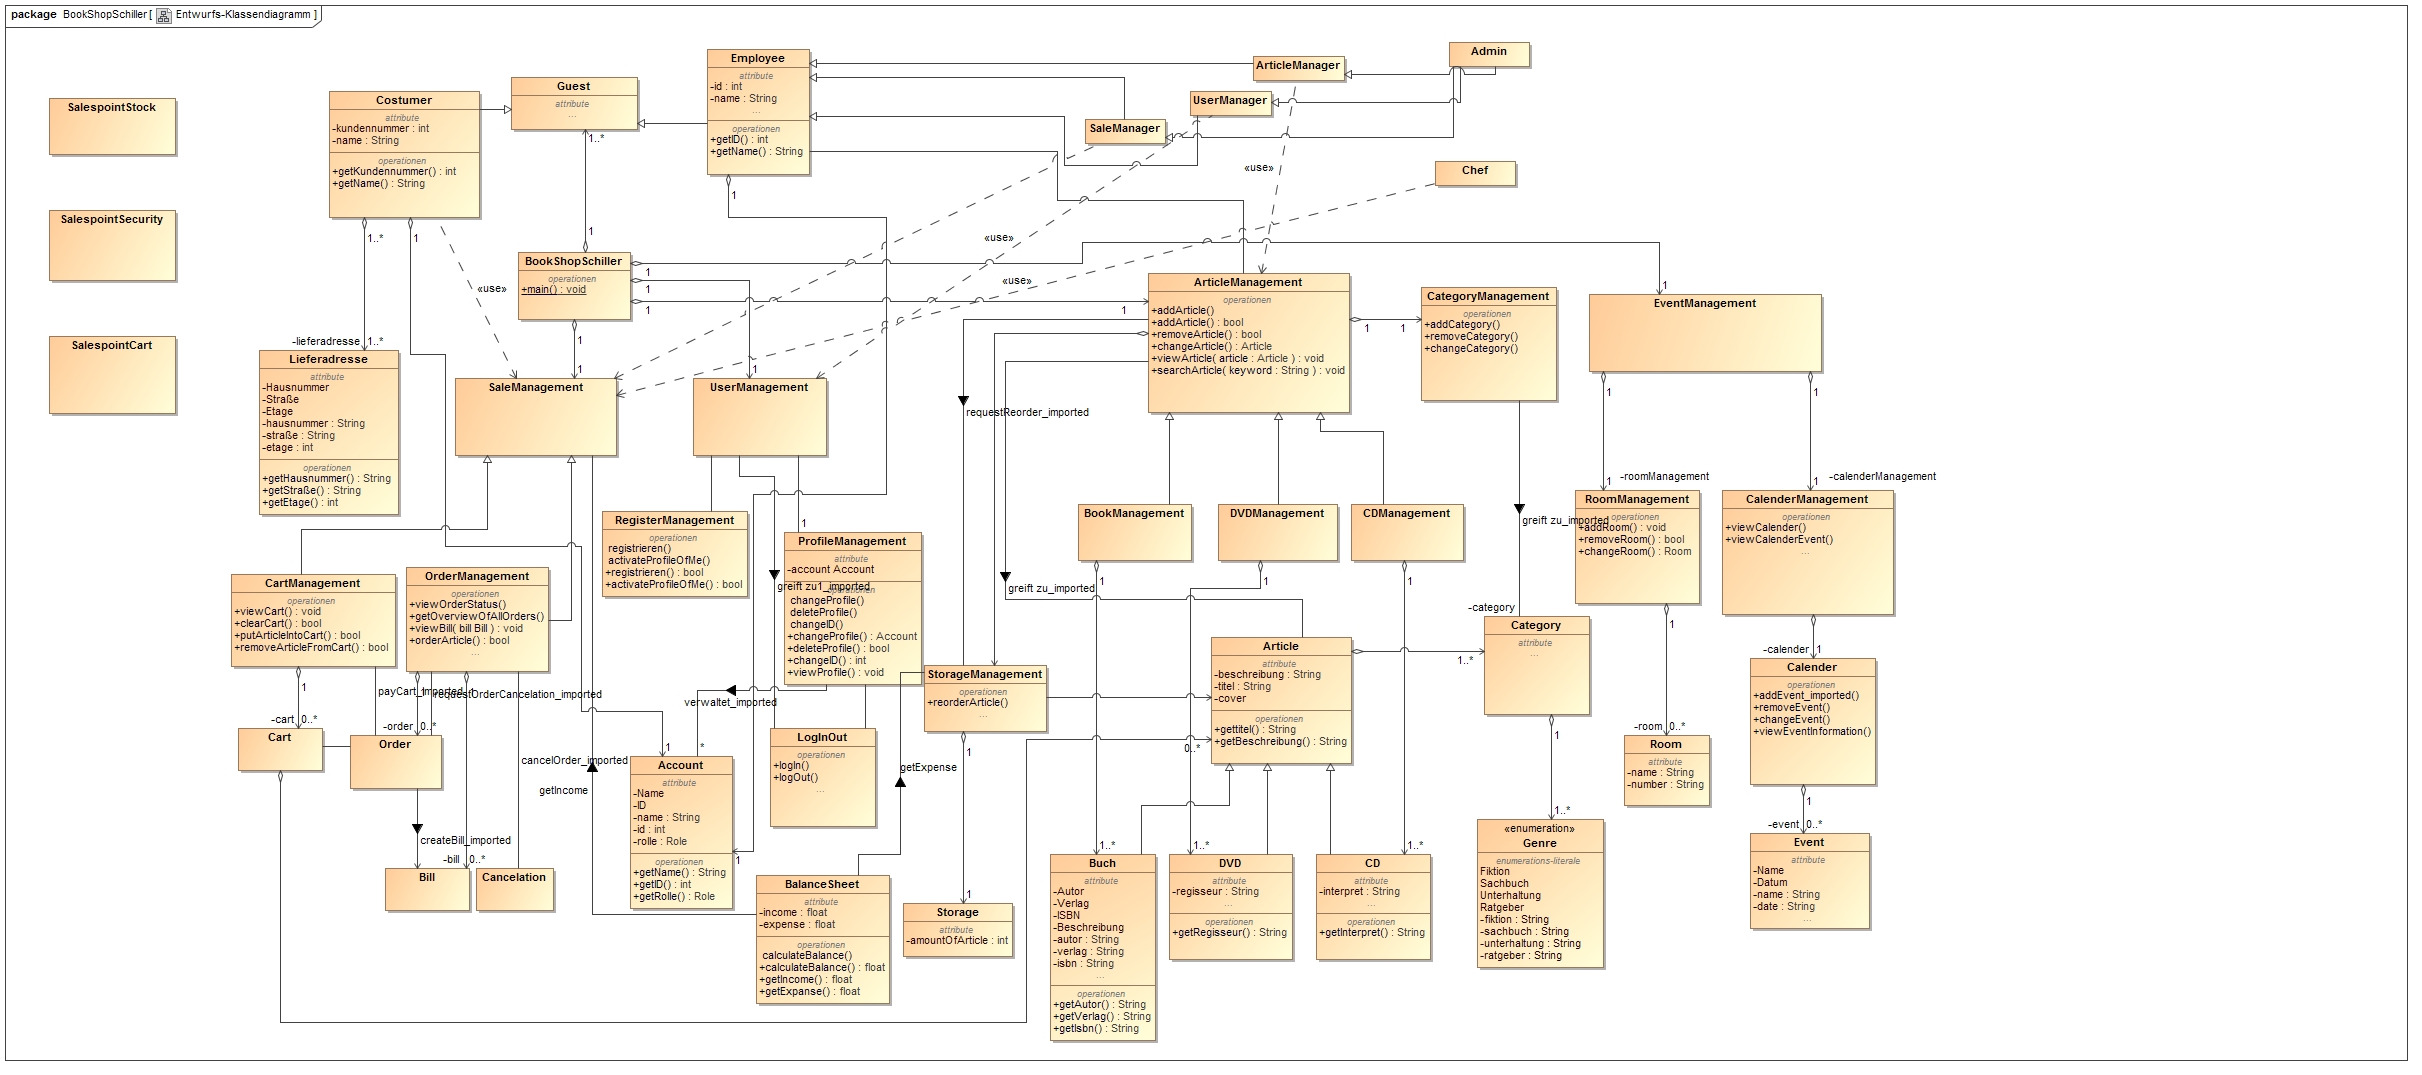 package BookShopSchiller[ Entwurfs-Klassendiagramm ]
SalespointStock
SalespointSecurity
SalespointCart
Costumer
attribute
-kundennummer : int
-name : String
operationen
+getKundennummer() : int
+getName() : String
Guest
attribute
...
Employee
attribute
-id : int
-name : String
...
operationen
+getID() : int
+getName() : String
ArticleManager
Admin
UserManager
SaleManager
Chef
«use»
«use»
«use»
«use»
1..*
1
1
1..*
1
1..*
-lieferadresse
BookShopSchiller
operationen
+main() : void
1
1
1
1
1
1
1
1
Lieferadresse
attribute
-Hausnummer
-Straße
-Etage
-hausnummer : String
-straße : String
-etage : int
operationen
+getHausnummer() : String
+getStraße() : String
+getEtage() : int
SaleManagement
UserManagement
ArticleManagement
operationen
+addArticle()
+addArticle() : bool
+removeArticle() : bool
+changeArticle() : Article
+viewArticle( article : Article ) : void
+searchArticle( keyword : String ) : void
1
1
CategoryManagement
operationen
+addCategory()
+removeCategory()
+changeCategory()
EventManagement
1
1
requestReorder_imported
-roomManagement
1
-calenderManagement
1
RegisterManagement
operationen
registrieren()
activateProfileOfMe()
+registrieren() : bool
+activateProfileOfMe() : bool
1
ProfileManagement
attribute
-account Account
operationen
changeProfile()
deleteProfile()
changeID()
+changeProfile() : Account
+deleteProfile() : bool
+changeID() : int
+viewProfile() : void
greift zu1_imported
BookManagement
DVDManagement
CDManagement
1
1
1
greift zu_imported
greift zu_imported
RoomManagement
operationen
+addRoom() : void
+removeRoom() : bool
+changeRoom() : Room
1
CalenderManagement
operationen
+viewCalender()
+viewCalenderEvent()
...
1
CartManagement
operationen
+viewCart() : void
+clearCart() : bool
+putArticleIntoCart() : bool
+removeArticleFromCart() : bool
1
OrderManagement
operationen
+viewOrderStatus()
+getOverviewOfAllOrders()
+viewBill( bill Bill ) : void
+orderArticle() : bool
...
payCart_imported
requestOrderCancelation_imported
-cart
0..*
-order
0..*
Cart
Order
createBill_imported
-bill
0..*
Bill
Cancelation
cancelOrder_imported
getIncome
verwaltet_imported
*
1
Account
attribute
-Name
-ID
-name : String
-id : int
-rolle : Role
operationen
+getName() : String
+getID() : int
+getRolle() : Role
1
LogInOut
operationen
+logIn()
+logOut()
...
getExpense
StorageManagement
operationen
+reorderArticle()
...
1
1
Storage
attribute
-amountOfArticle : int
BalanceSheet
attribute
-income : float
-expense : float
operationen
calculateBalance()
+calculateBalance() : float
+getIncome() : float
+getExpanse() : float
Article
attribute
-beschreibung : String
-titel : String
-cover
operationen
+gettitel() : String
+getBeschreibung() : String
0..*
1..*
-category
Category
attribute
...
1
1..*
«enumeration»
Genre
enumerations-literale
Fiktion
Sachbuch
Unterhaltung
Ratgeber
-fiktion : String
-sachbuch : String
-unterhaltung : String
-ratgeber : String
-room
0..*
Room
attribute
-name : String
-number : String
-calender
1
Calender
operationen
+addEvent_imported()
+removeEvent()
+changeEvent()
+viewEventInformation()
1
-event
0..*
Event
attribute
-Name
-Datum
-name : String
-date : String
...
1..*
Buch
attribute
-Autor
-Verlag
-ISBN
-Beschreibung
-autor : String
-verlag : String
-isbn : String
...
operationen
+getAutor() : String
+getVerlag() : String
+getIsbn() : String
1..*
DVD
attribute
-regisseur : String
...
operationen
+getRegisseur() : String
1..*
CD
attribute
-interpret : String
...
operationen
+getInterpret() : String